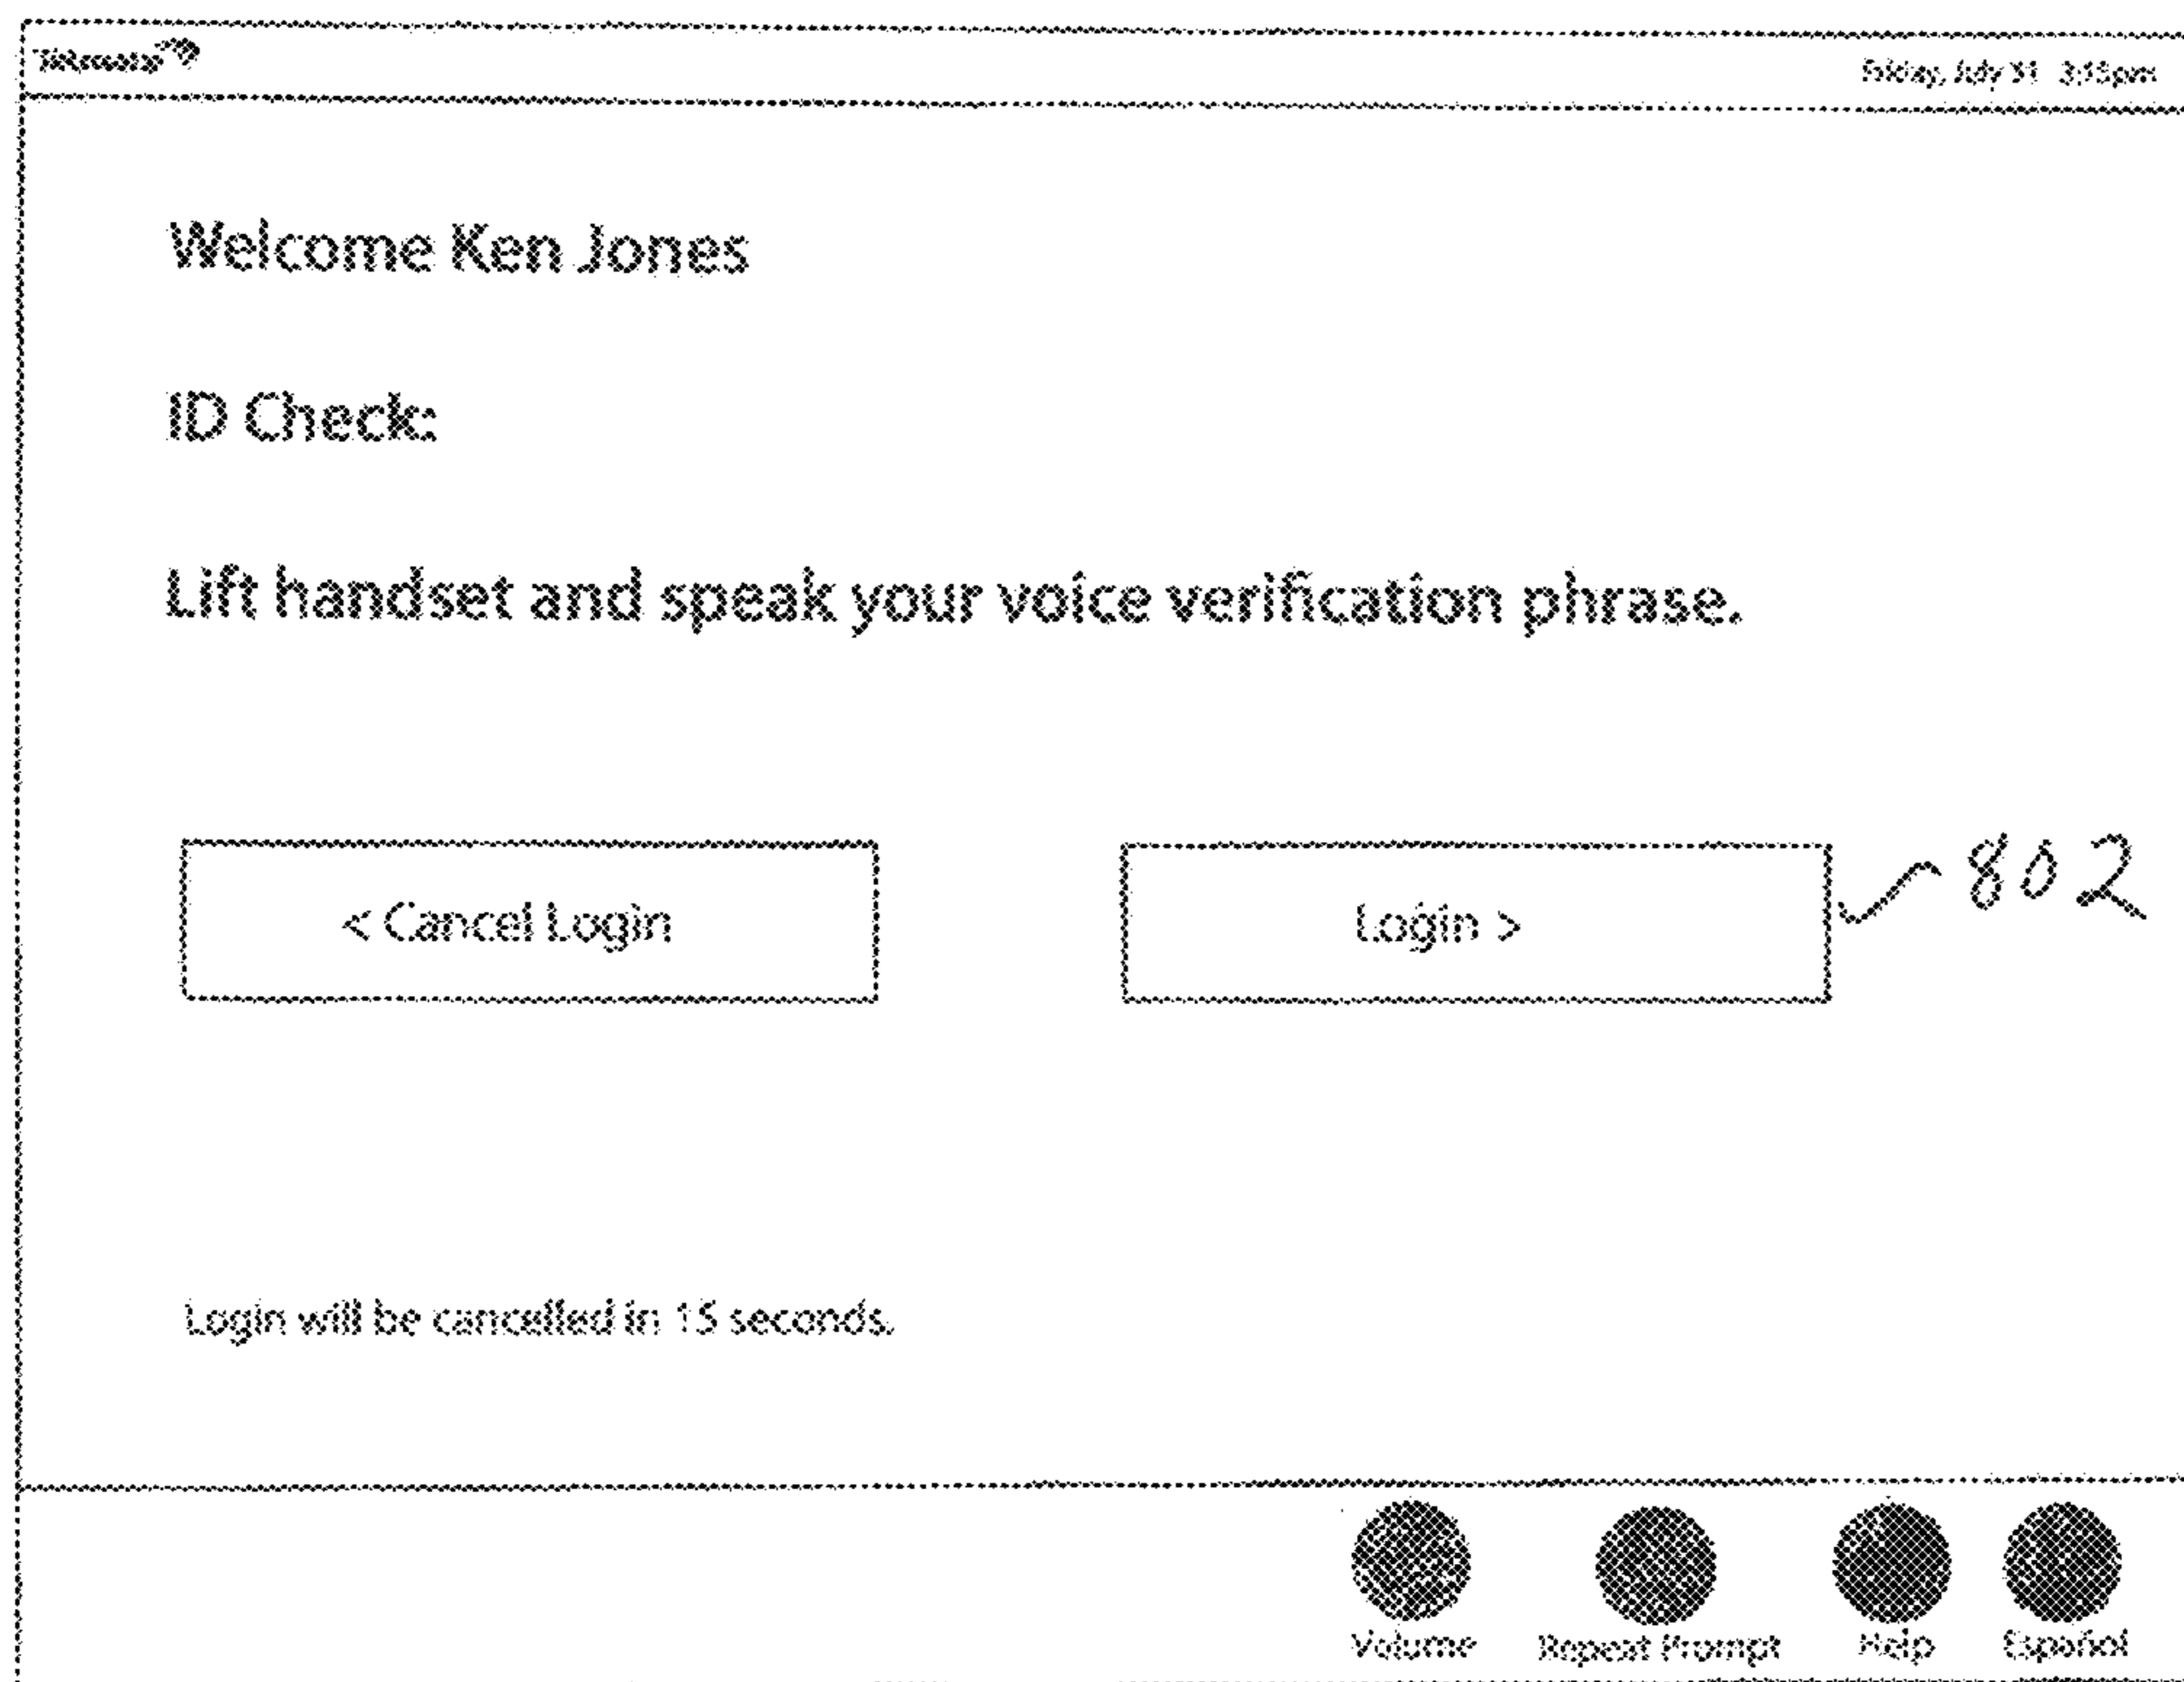 Friday, July 31 3:15pm
Welcome Ken Jones
ID Check:
Lift handset and speak your voice verification phrase.
< Cancel Login
Login >
802
Login will be cancelled in 15 seconds.
Volume
Repeat Prompt
Help
Español